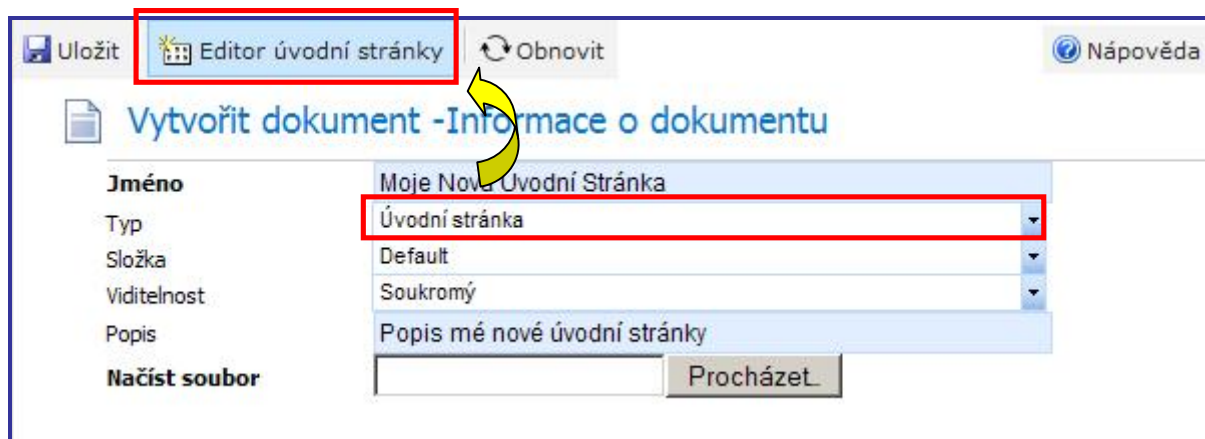 Uložit Editor úvodní stránky Obnovit Nápověda
Vytvořit dokument -Informace o dokumentu
Jméno Moje Nová Úvodní Stránka
Typ Úvodní stránka
Složka Default
Viditelnost Soukromý
Popis Popis mé nové úvodní stránky
Načíst soubor Procházet..